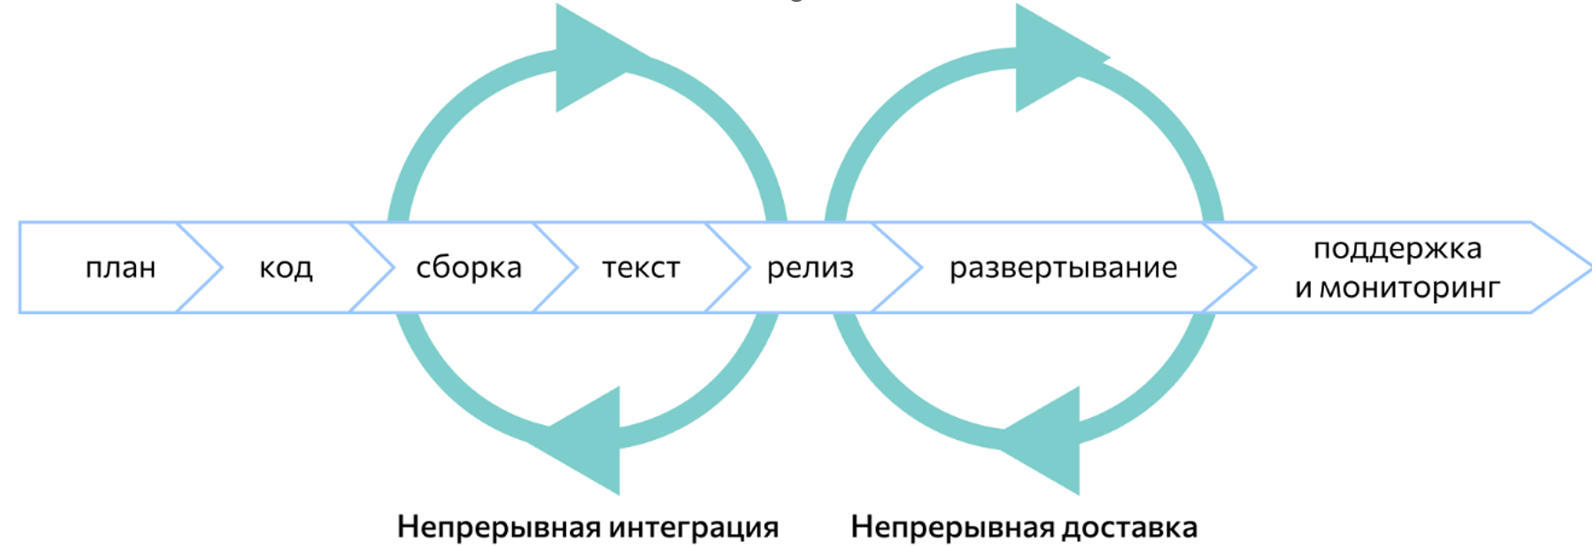 план
код
сборка
текст
релиз
развертывание
поддержка
и мониторинг
Непрерывная интеграция
Непрерывная доставка